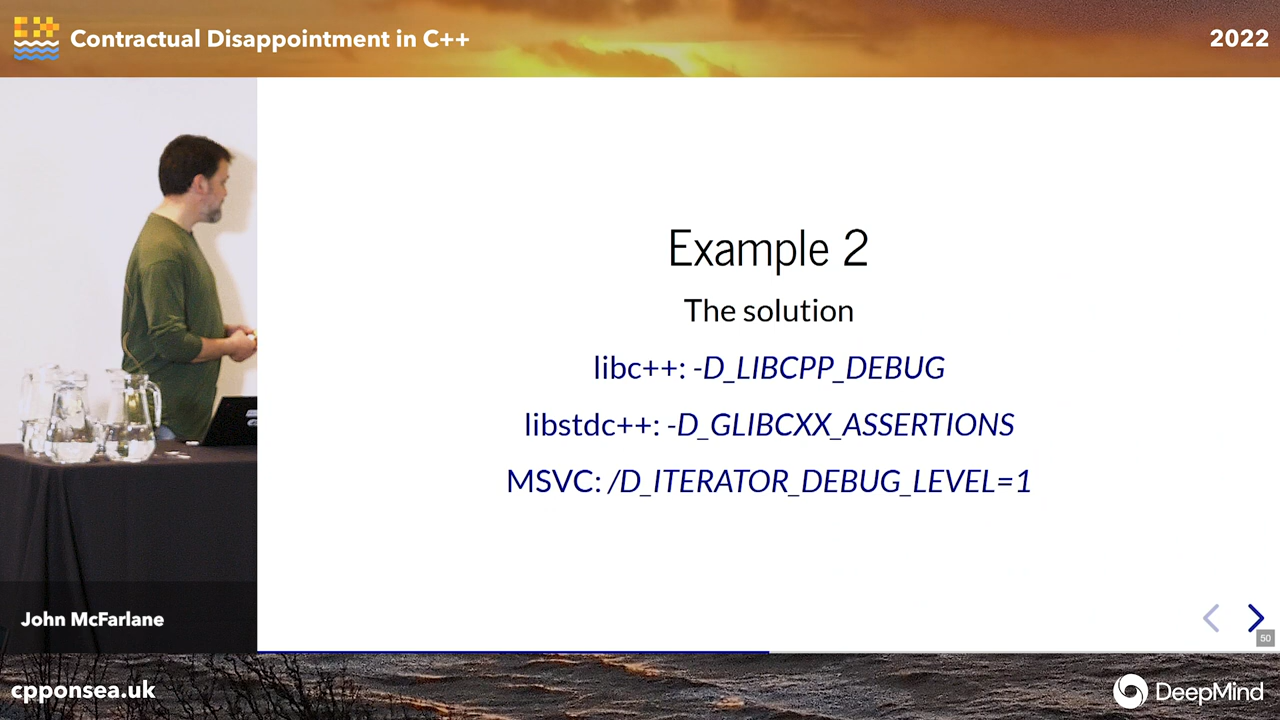 Contractual Disappointment in C++
2022
Example 2
The solution
libc++: -D_LIBCPP_DEBUG
libstdc++: -D_GLIBCXX_ASSERTIONS
MSVC: /D_ITERATOR_DEBUG_LEVEL=1
John McFarlane
50
cpponsea.uk
DeepMind